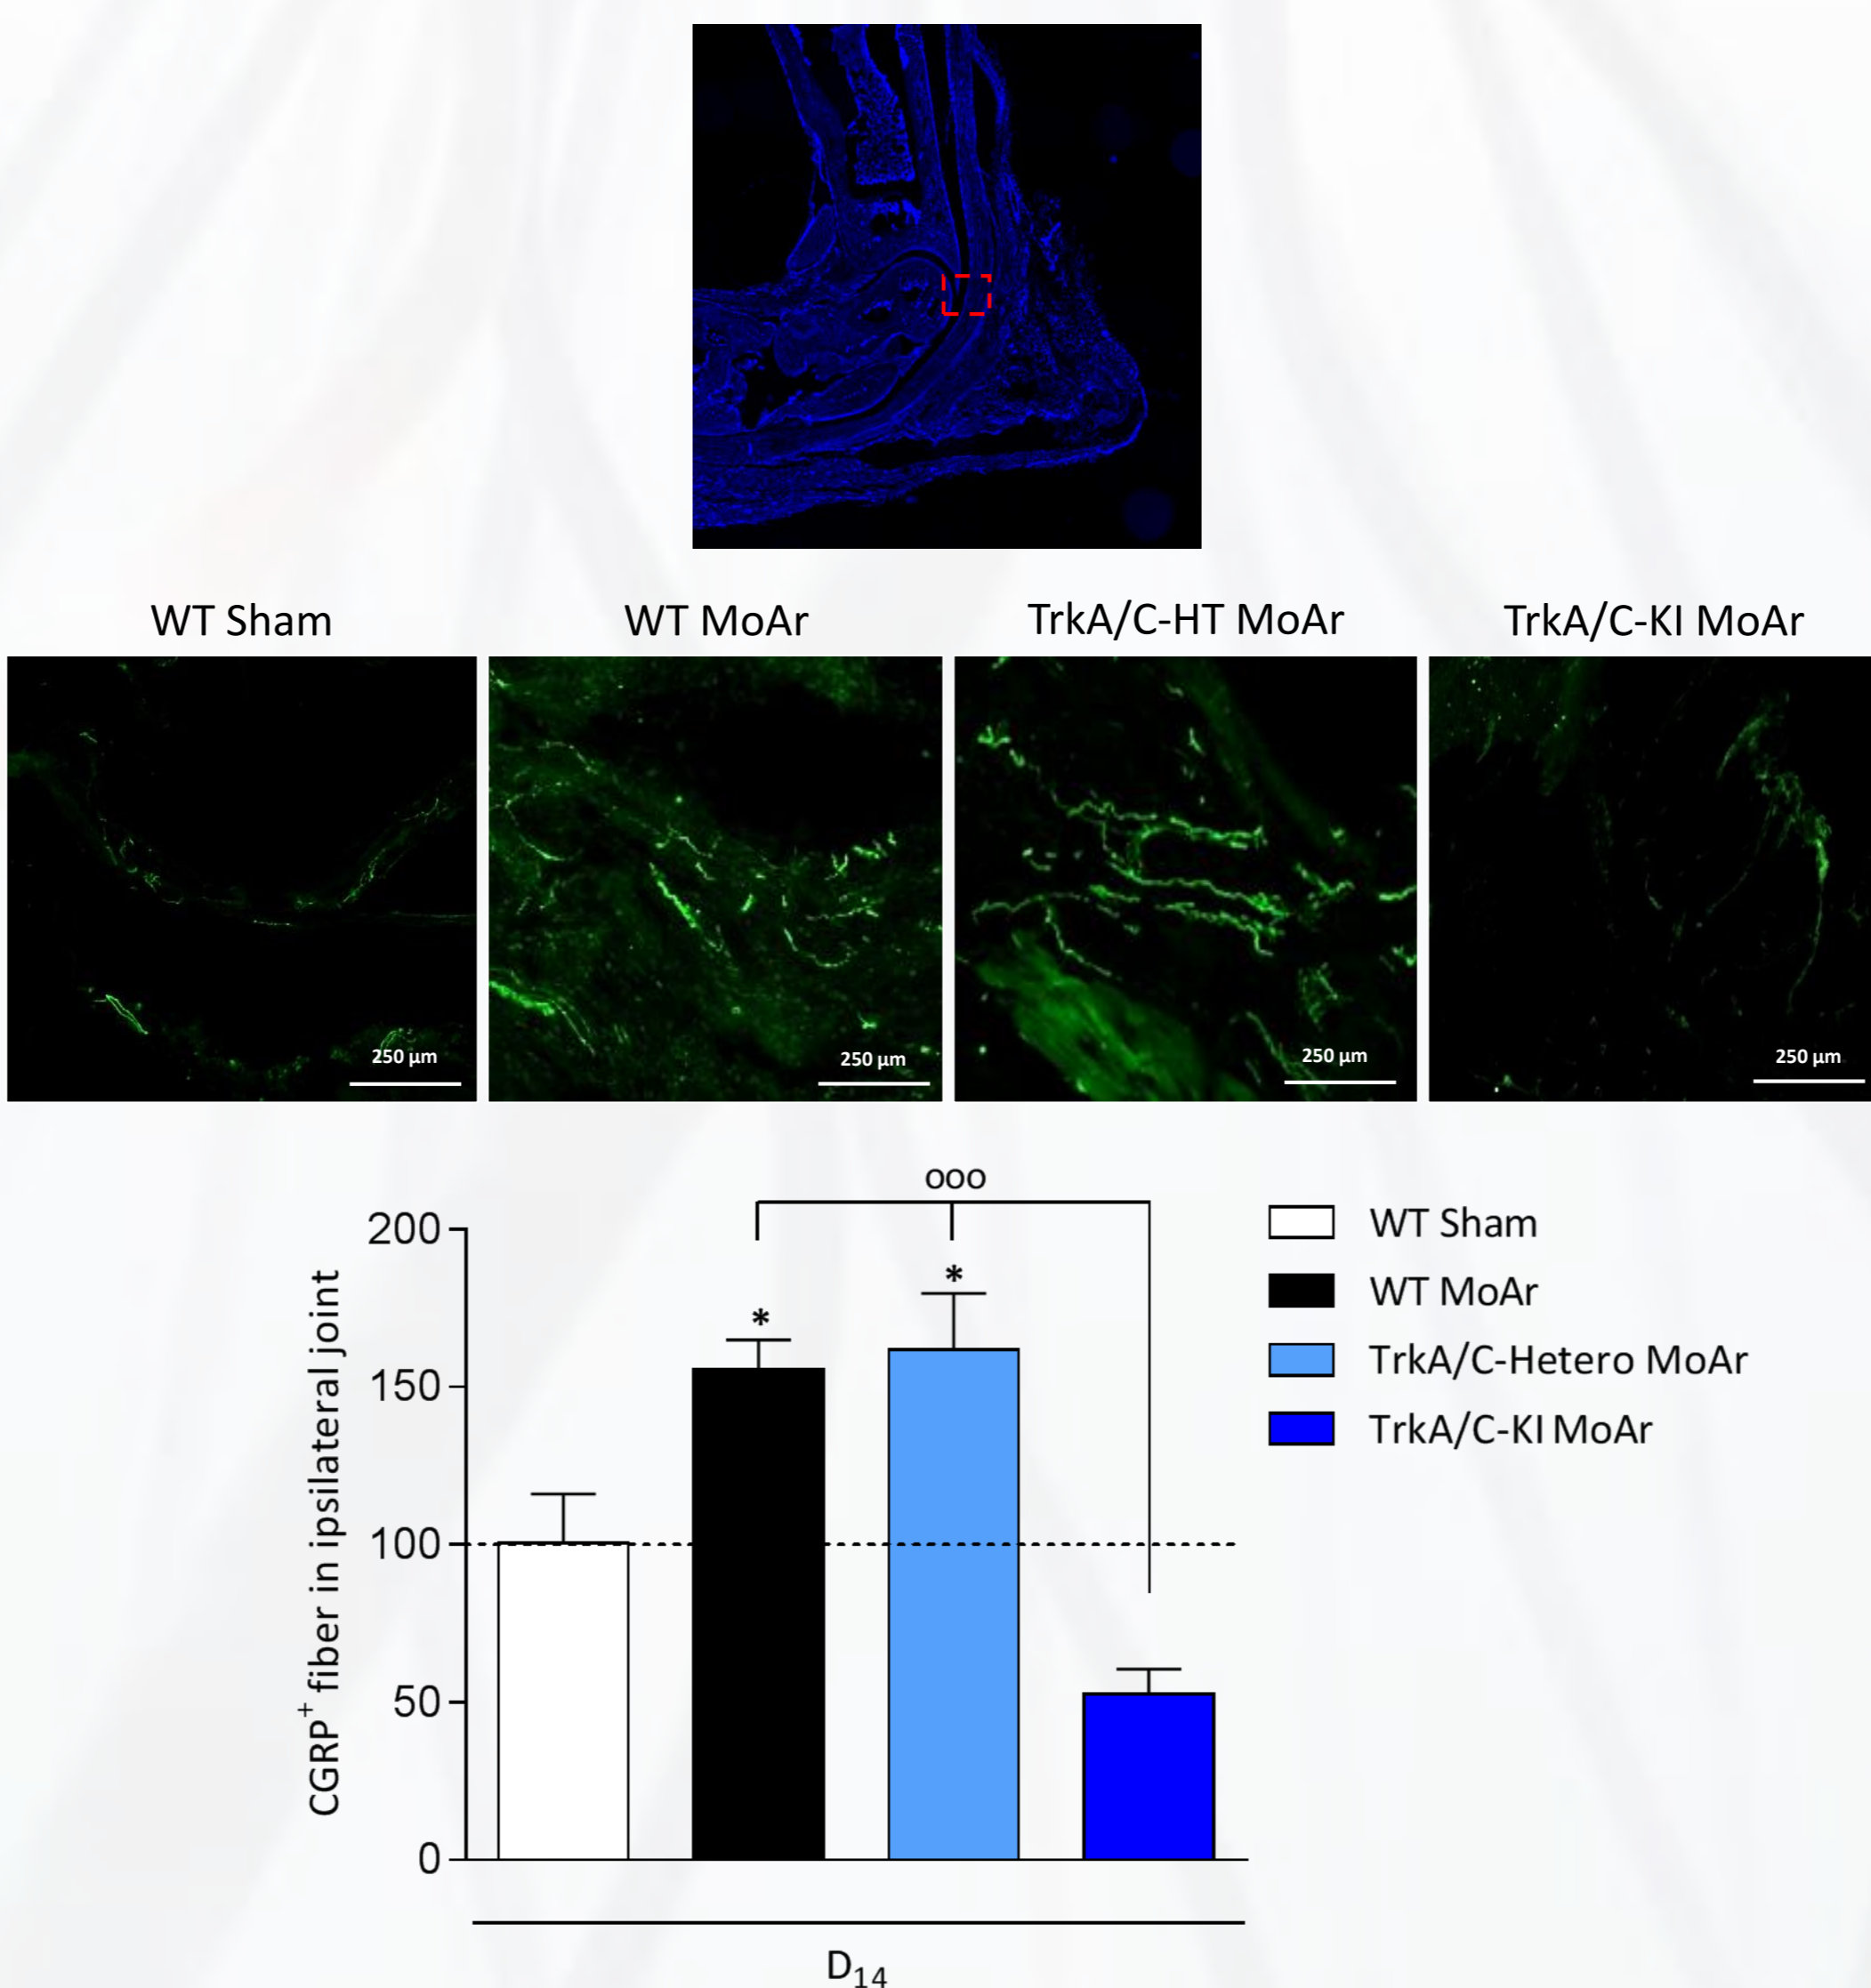 WT Sham
WT MoAr
TrkA/C-HT MoAr
TrkA/C-KI MoAr
250 µm
250 µm
250 µm
250 µm
ooo
*
*
200
150
100
50
0
CGRP+ fiber in ipsilateral joint
D14
WT Sham
WT MoAr
TrkA/C-Hetero MoAr
TrkA/C-KI MoAr